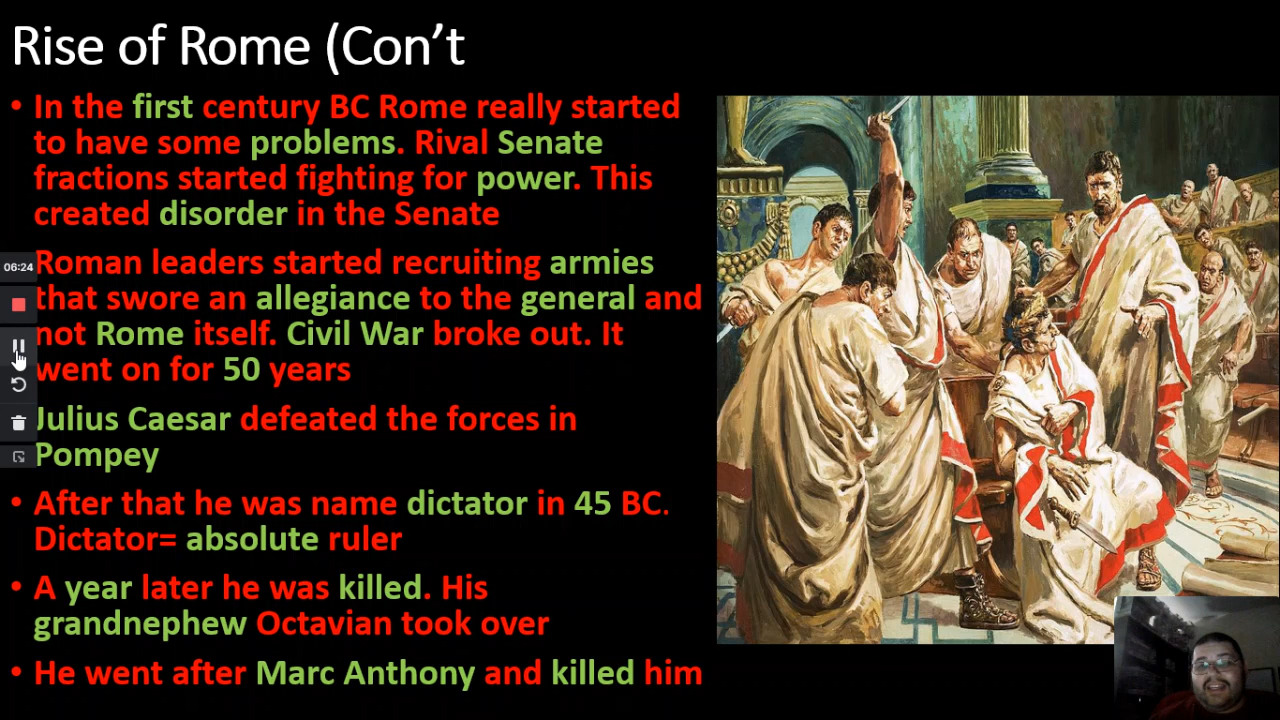 Rise of Rome (Con’t
• In the first century BC Rome really started
to have some problems. Rival Senate
fractions started fighting for power. This
created disorder in the Senate
Roman leaders started recruiting armies
that swore an allegiance to the general and
not Rome itself. Civil War broke out. It
went on for 50 years
Julius Caesar defeated the forces in
Pompey
• After that he was name dictator in 45 BC.
Dictator= absolute ruler
• A year later he was killed. His
grandnephew Octavian took over
• He went after Marc Anthony and killed him
06:24